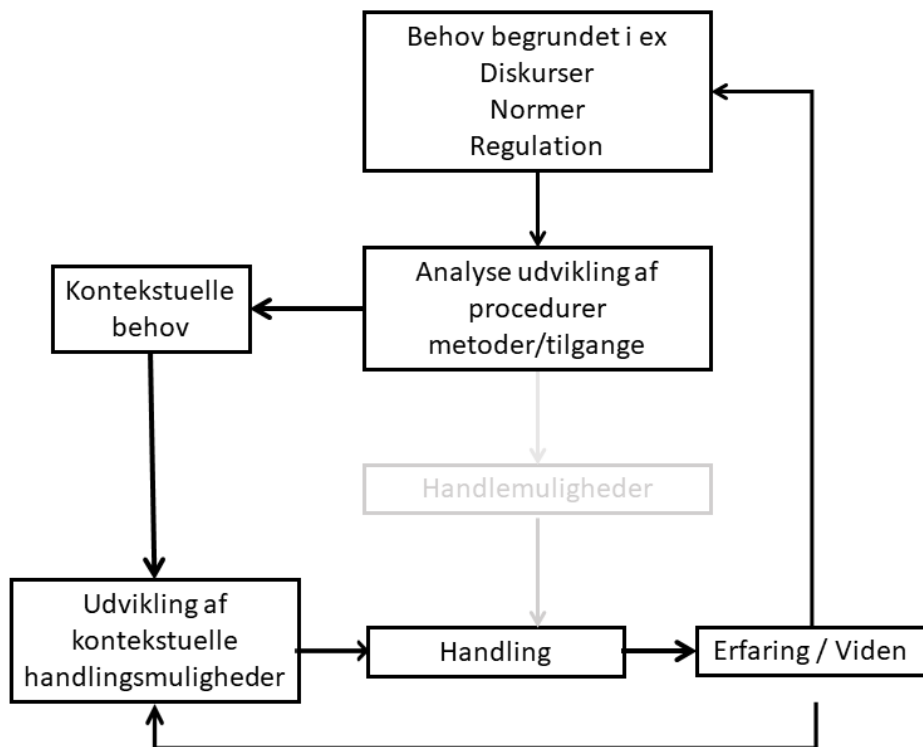 Behov begrundet i ex
Diskurser
Normer
Regulation
Analyse udvikling af
procedurer
metoder/tilgange
Kontekstuelle
behov
Handlemuligheder
Udvikling af
kontekstuelle
handlingsmuligheder
Handling
Erfaring / Viden